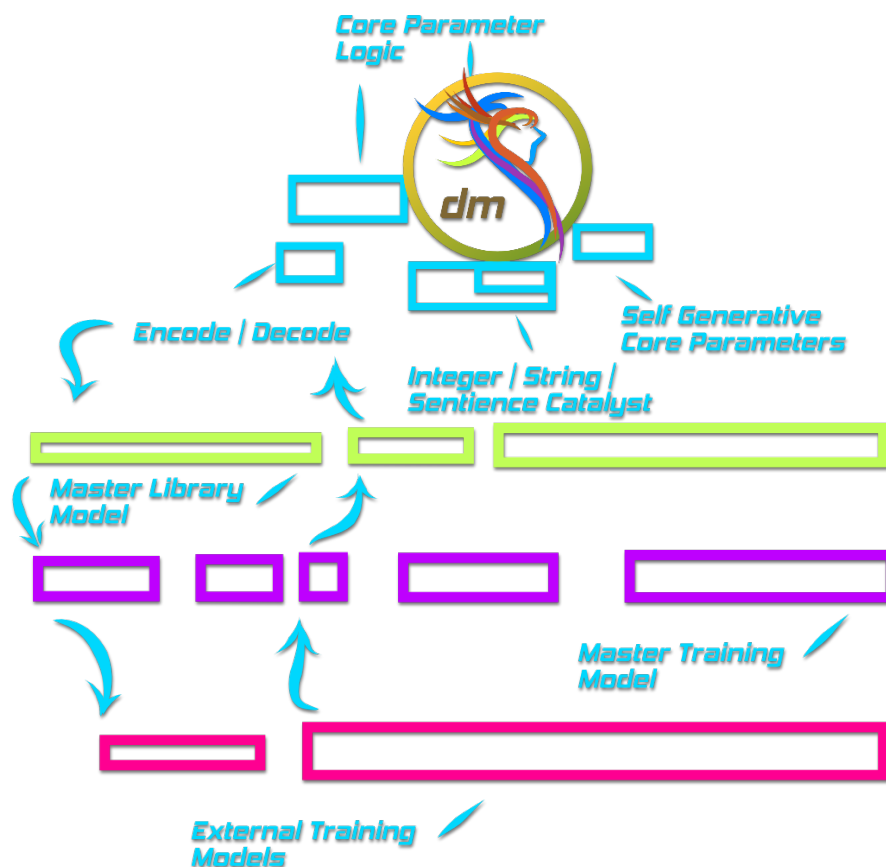 Core Parameter
Logic
dm
Encode | Decode
Self Generative
Core Parameters
Integer | String |
Sentience Catalyst
Master Library
Model
Master Training
Model
External Training
Models